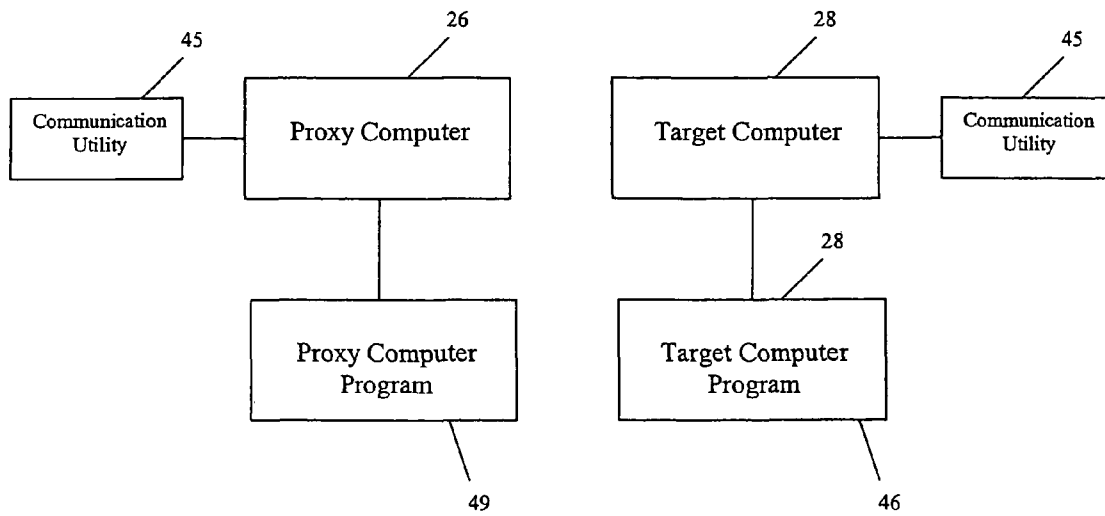 26
28
45
45
Communication
Utility
Proxy Computer
Target Computer
Communication
Utility
28
Proxy Computer
Program
Target Computer
Program
49
46